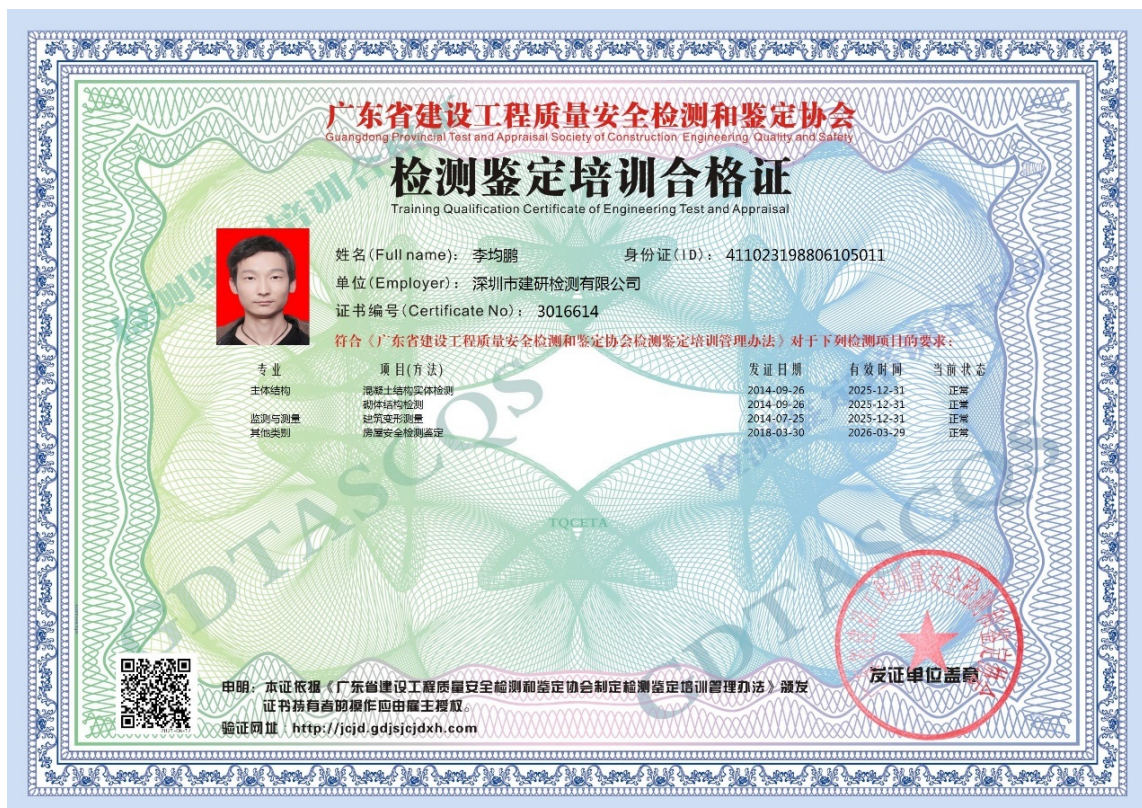 广东省建设工程质量安全检测和鉴定协会
Guangdong Provincial Test and Appraisal Society of Construction Engineering Quality and Safety
检测鉴定培训合格证
Training Qualification Certificate of Engineering Test and Appraisal
姓名(Full name)： 李均鹏 身份证(ID)： 411023198806105011
单位(Employer)： 深圳市建研检测有限公司
证书编号(Certificate No)： 3016614
符合《广东省建设工程质量安全检测和鉴定协会检测鉴定培训管理办法》对于下列检测项目的要求：
专业 项目(方法) 发证日期 有效时间 当前状态
主体结构 混凝土结构实体检测 2014-09-26 2025-12-31 正常
砌体结构检测 2014-09-26 2025-12-31 正常
监测与测量 建筑变形测量 2014-07-25 2025-12-31 正常
其他类别 房屋安全检测鉴定 2018-03-30 2026-03-29 正常
TQCETA
GDTASCQS
GDTASCQS
发证单位盖章
申明：本证依据《广东省建设工程质量安全检测和鉴定协会制定检测鉴定培训管理办法》颁发
证书持有者的操作应由雇主授权。
验证网址 http://jcjd.gdjsjcjdxh.com